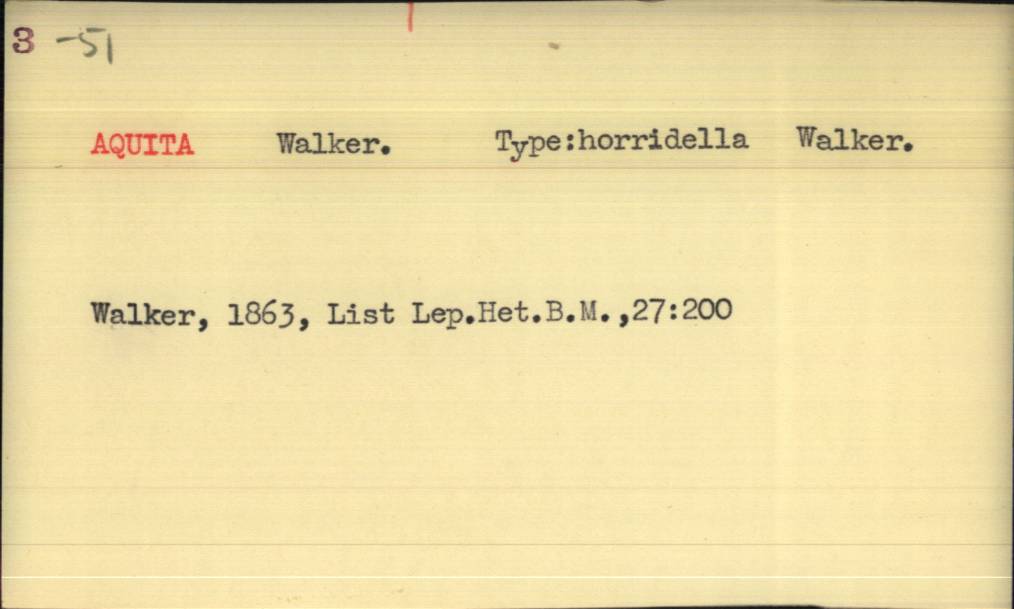 3 -51
AQUITA Walker. Type:horridella Walker.
Walker, 1863, List Lep.Het.B.M.,27:200